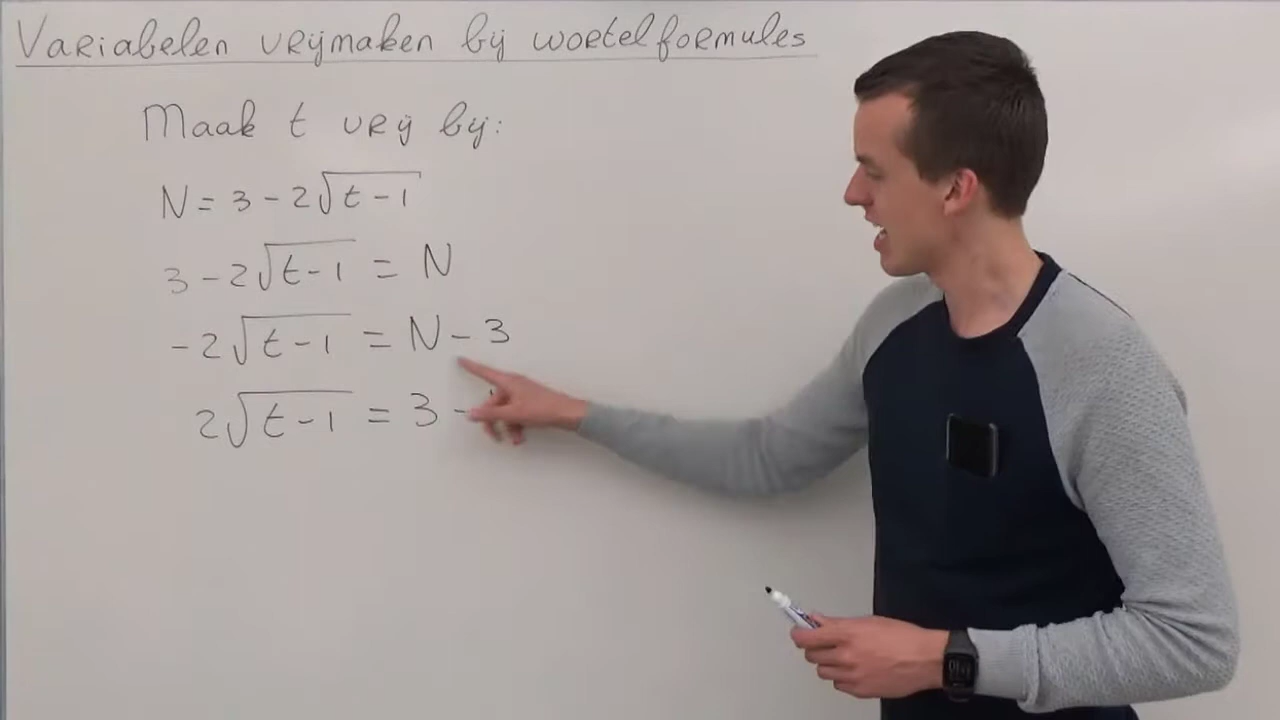 Variabelen vrijmaken bij wortelformules
Maak t vrij bij:
N = 3 - 2√t - 1
3 - 2√t - 1 = N
-2√t - 1 = N - 3
2√t - 1 = 3 -